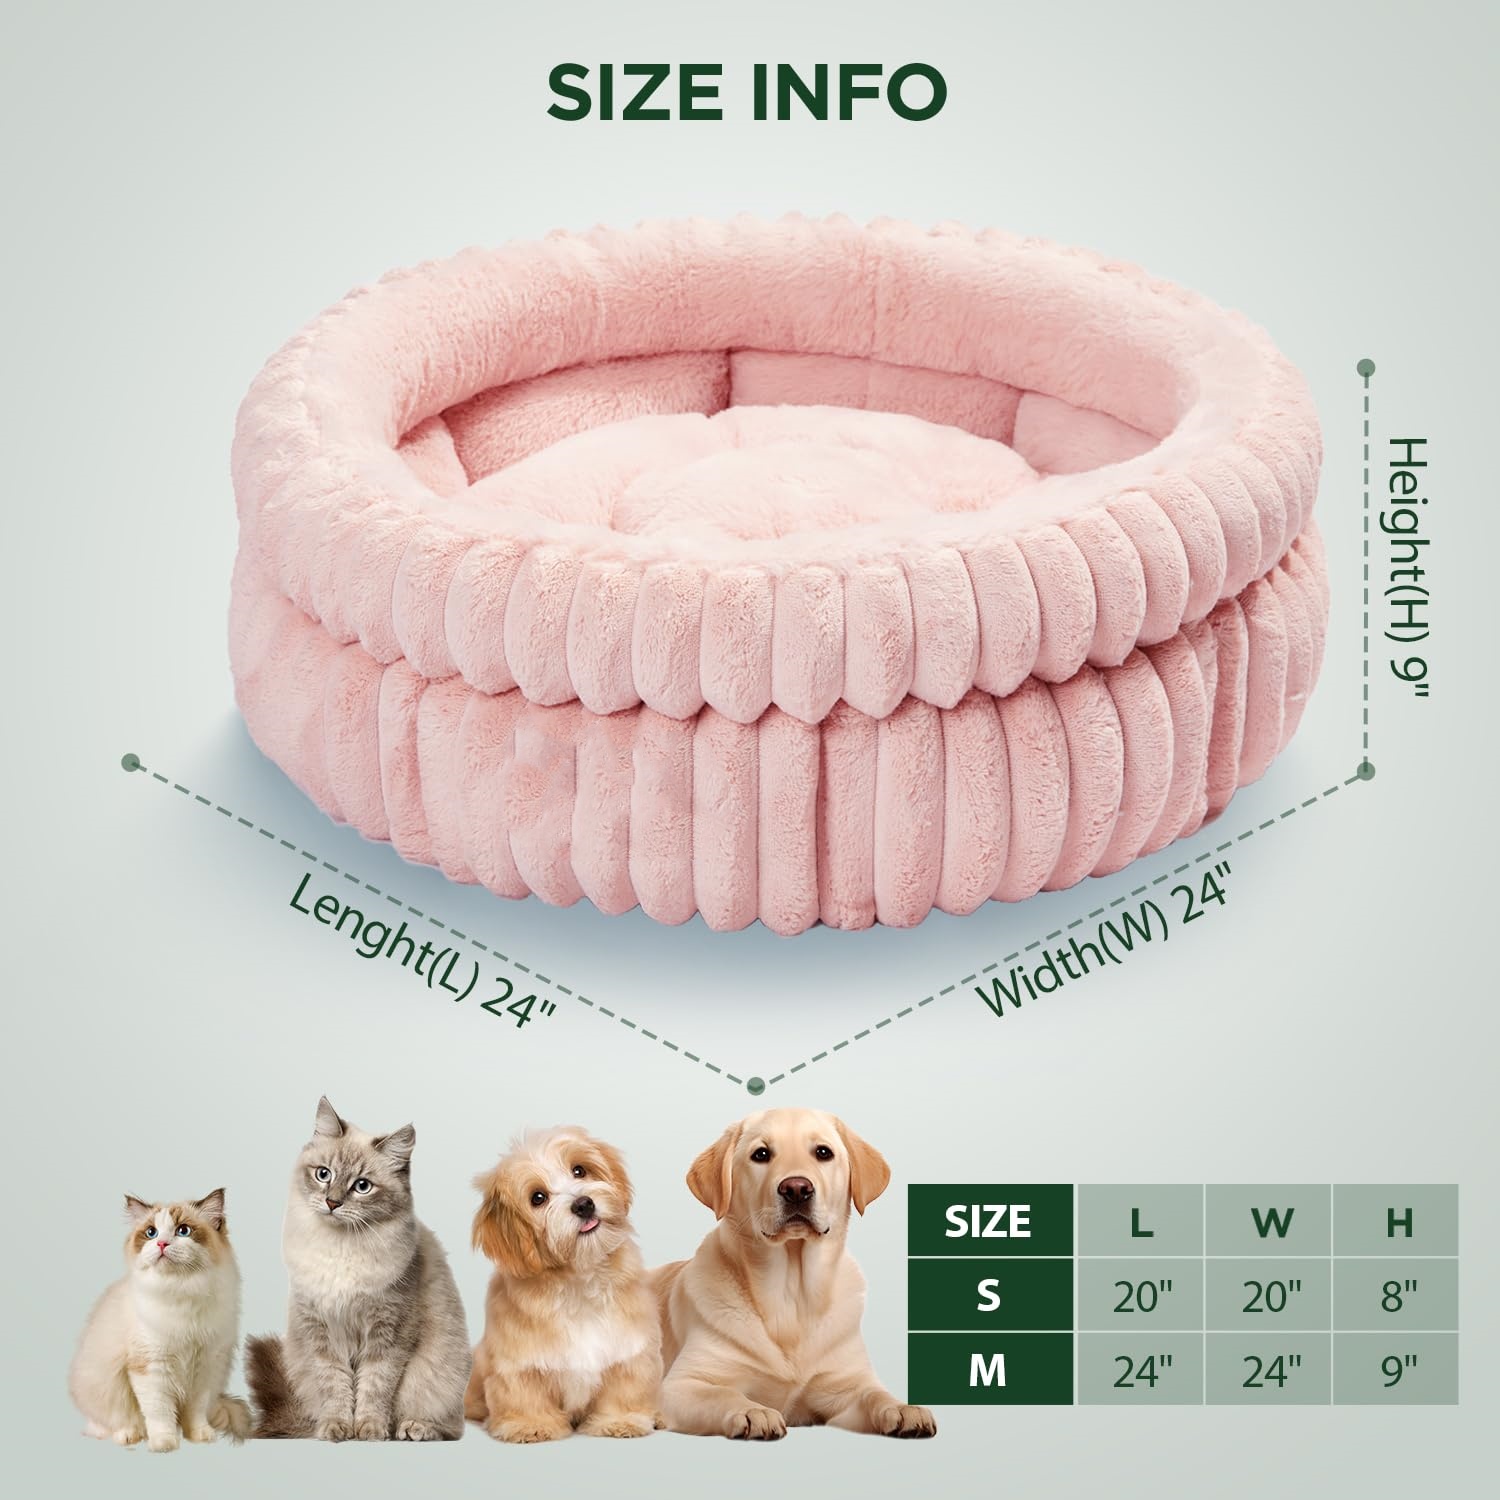 SIZE INFO
Height(H) 9"
Lenght(L) 24"
Width(W) 24"
SIZE L W H
S 20" 20" 8"
M 24" 24" 9"